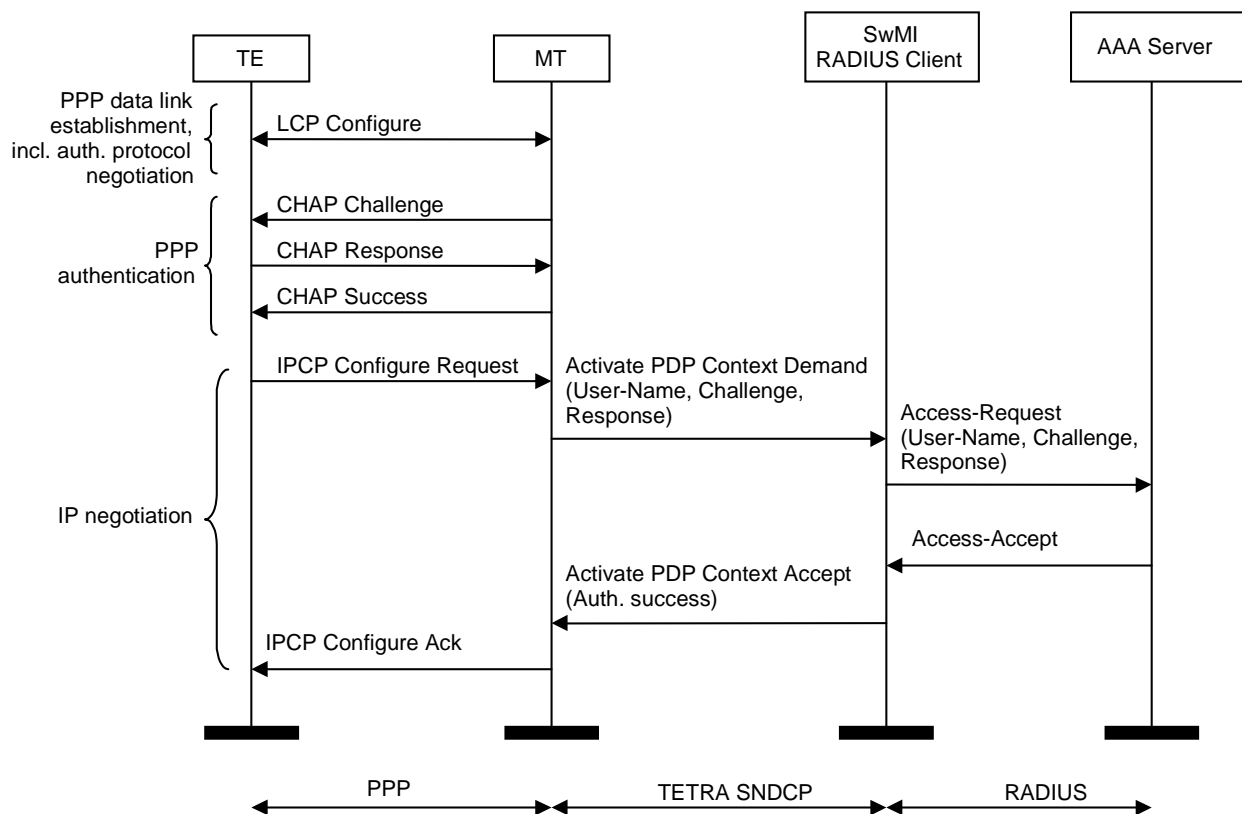 TE
MT
SwMI
RADIUS Client
AAA Server
PPP data link
establishment,
incl. auth. protocol
negotiation
LCP Configure
PPP
authentication
CHAP Challenge
CHAP Response
CHAP Success
IP negotiation
IPCP Configure Request
Activate PDP Context Demand
(User-Name, Challenge,
Response)
Access-Request
(User-Name, Challenge,
Response)
Access-Accept
Activate PDP Context Accept
(Auth. success)
IPCP Configure Ack
PPP
TETRA SNDCP
RADIUS